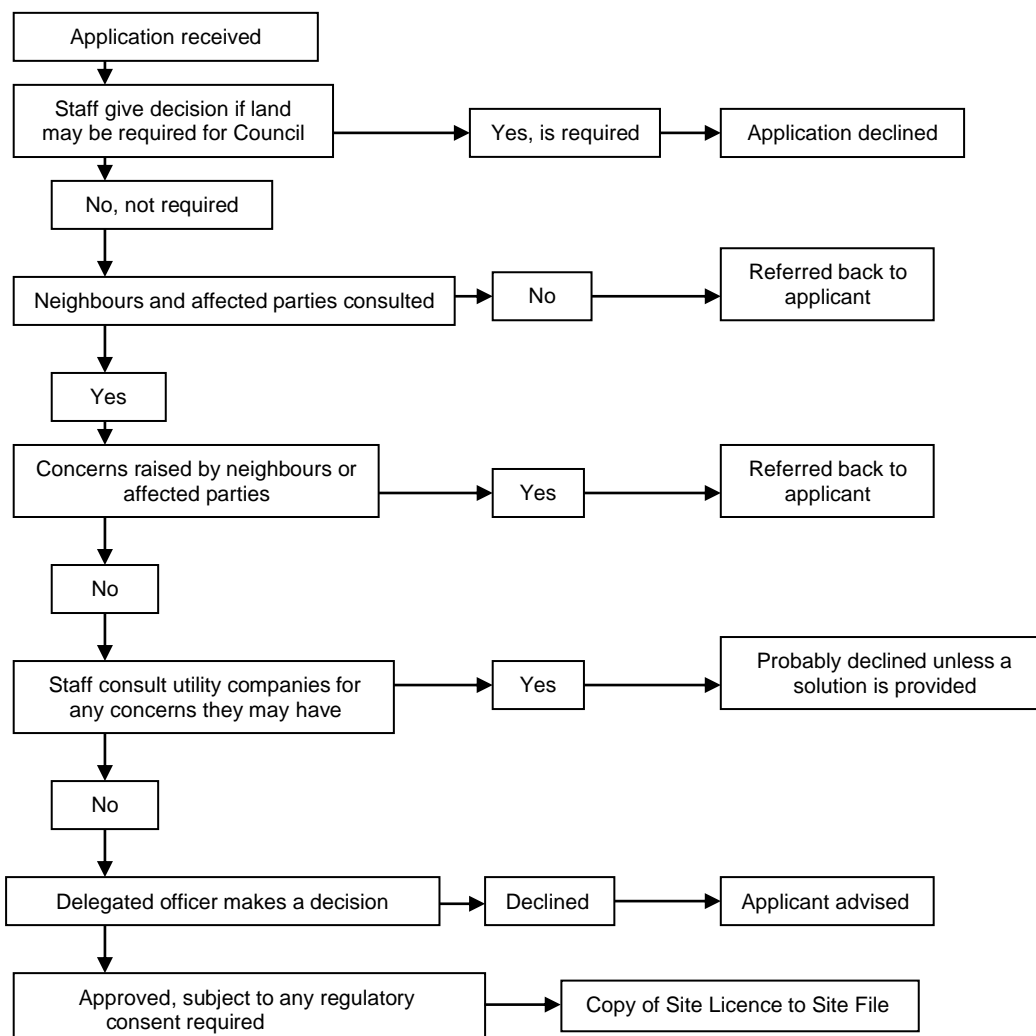 Application received
Staff give decision if land
may be required for Council
Yes, is required
Application declined
No, not required
Neighbours and affected parties consulted
No
Referred back to
applicant
Yes
Concerns raised by neighbours or
affected parties
Yes
Referred back to
applicant
No
Staff consult utility companies for
any concerns they may have
Yes
Probably declined unless a
solution is provided
No
Delegated officer makes a decision
Declined
Applicant advised
Approved, subject to any regulatory
consent required
Copy of Site Licence to Site File